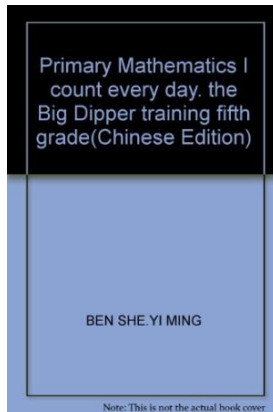 Primary Mathematics I
count every day. the
Big Dipper training fifth
grade(Chinese Edition)
BEN SHE.YI MING
Note: This is not the actual book cover